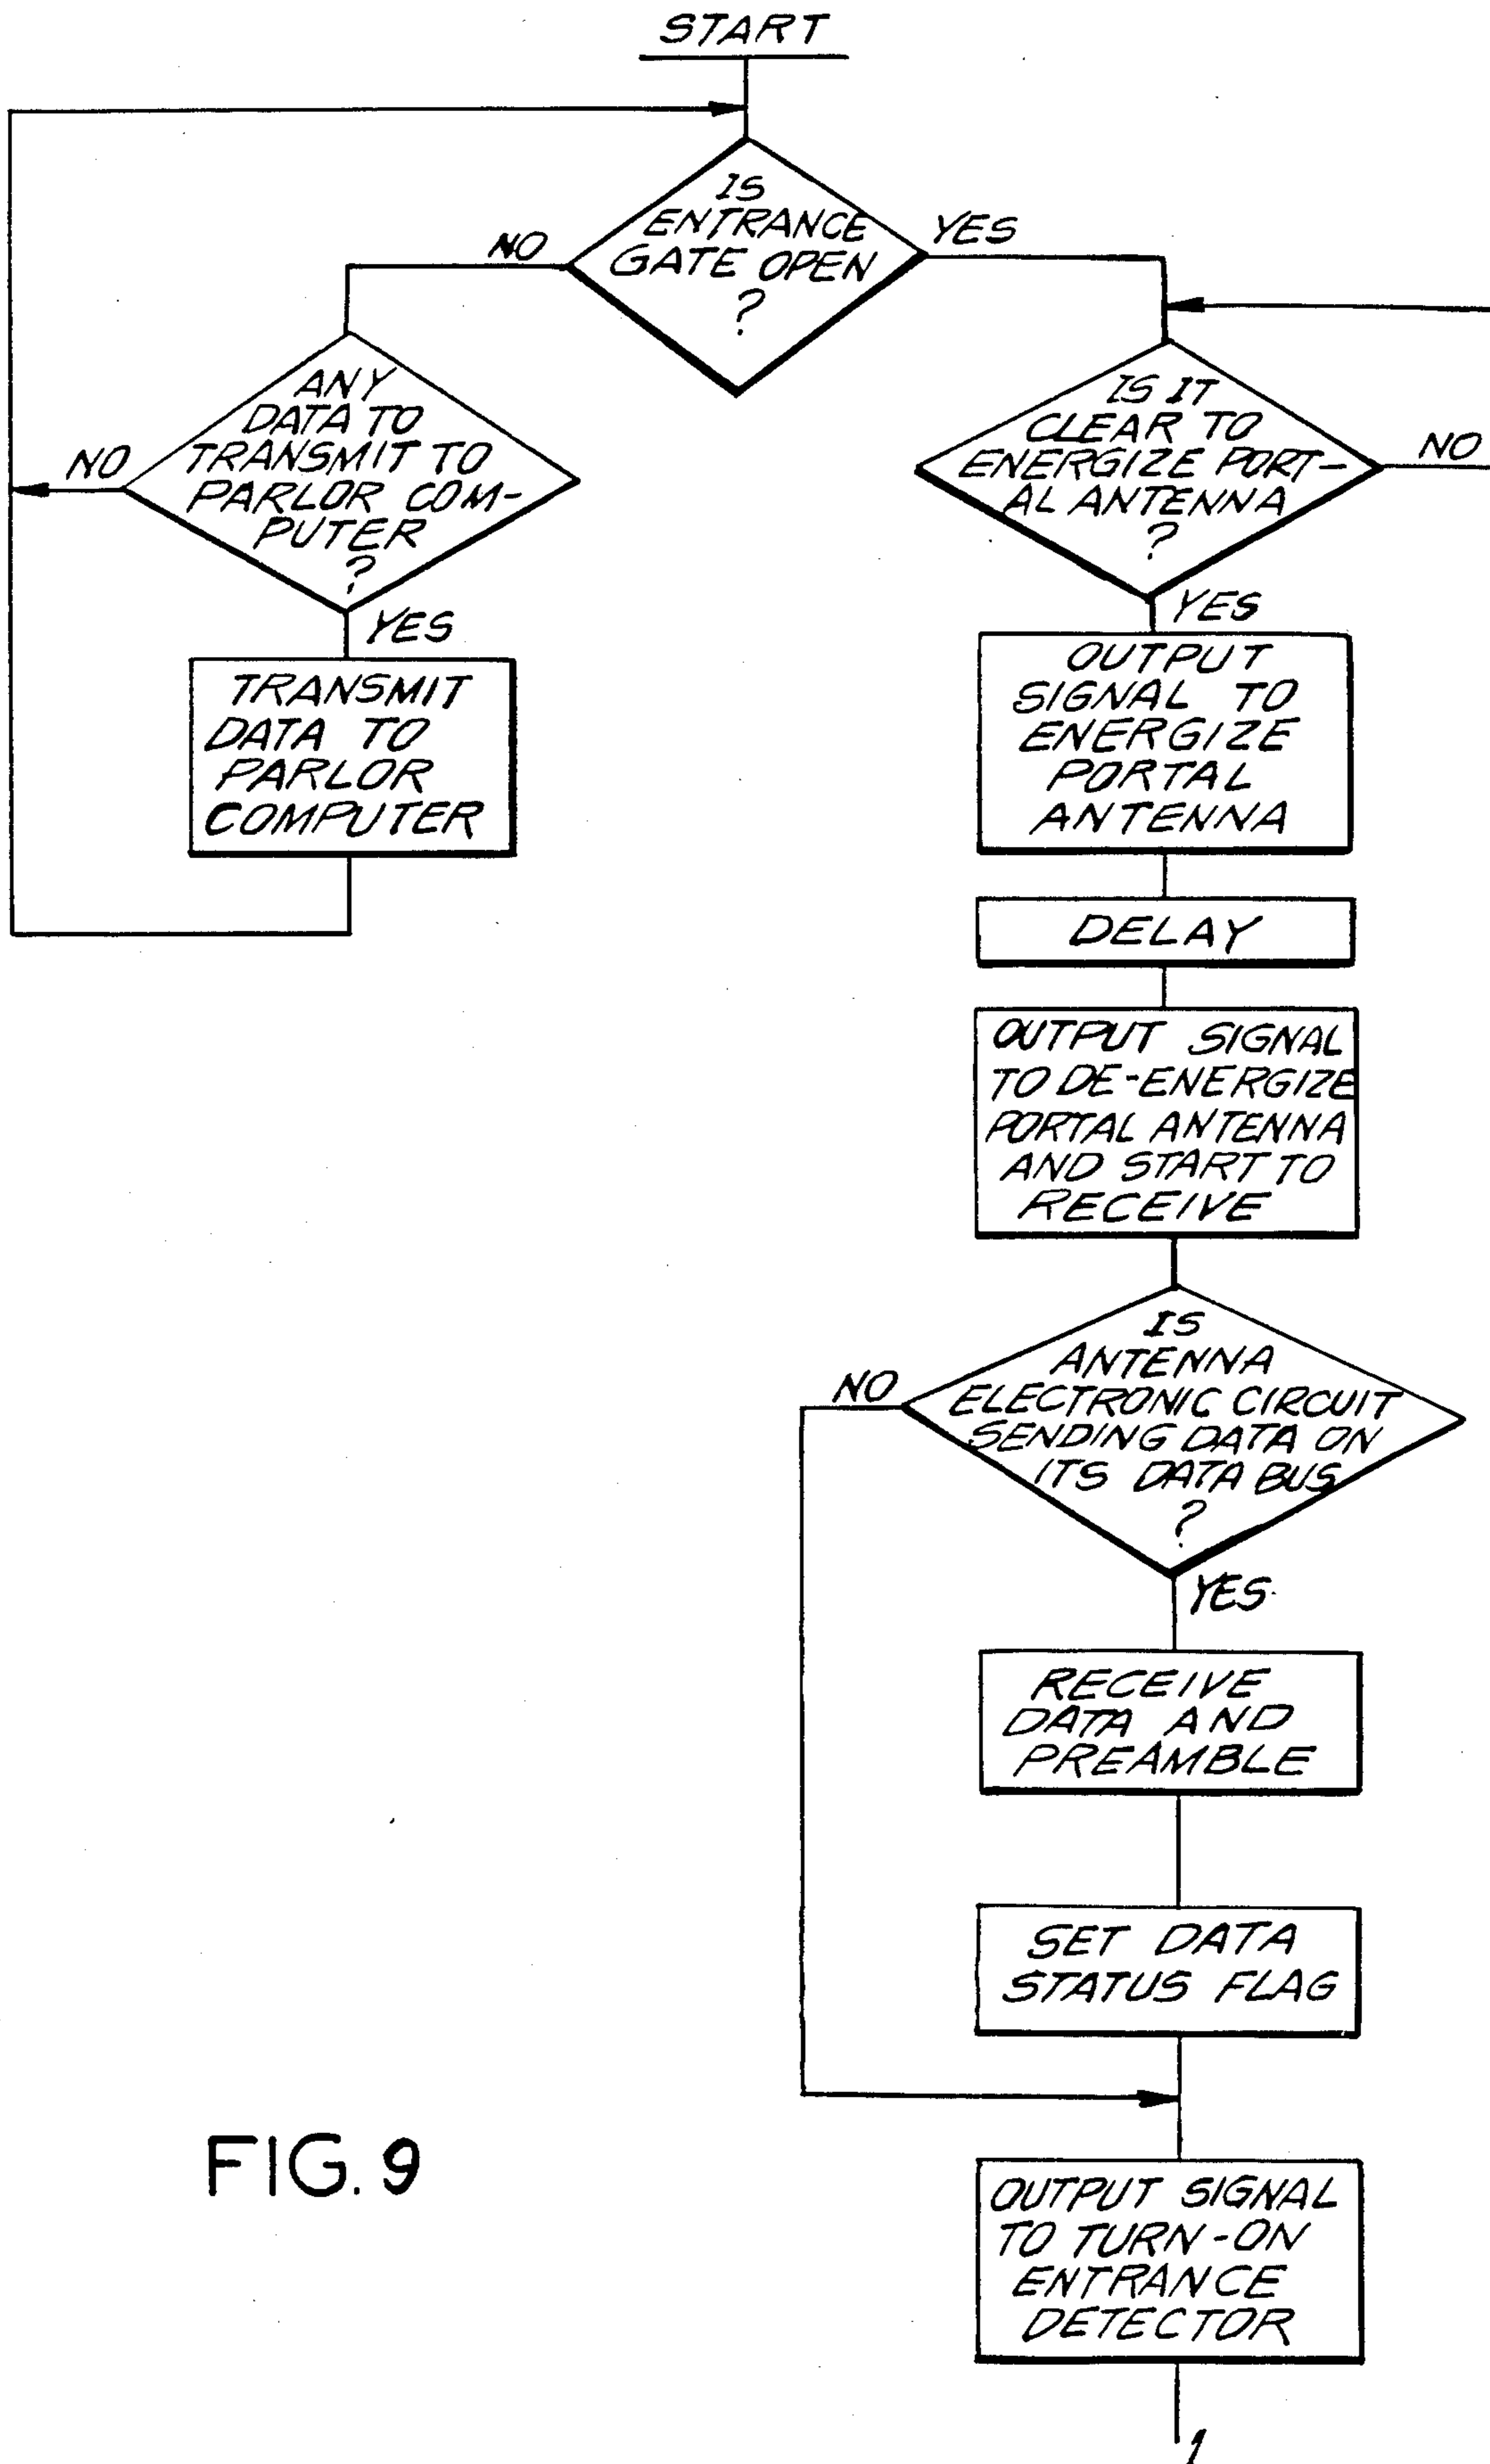 START
IS
ENTRANCE
GATE OPEN
?
NO
YES
ANY
DATA TO
TRANSMIT TO
PARLOR COM-
PUTER
?
NO
YES
TRANSMIT
DATA TO
PARLOR
COMPUTER
IS IT
CLEAR TO
ENERGIZE PORT-
AL ANTENNA
?
NO
YES
OUTPUT
SIGNAL TO
ENERGIZE
PORTAL
ANTENNA
DELAY
OUTPUT SIGNAL
TO DE-ENERGIZE
PORTAL ANTENNA
AND START TO
RECEIVE
IS
ANTENNA
ELECTRONIC CIRCUIT
SENDING DATA ON
ITS DATA BUS
?
NO
YES
RECEIVE
DATA AND
PREAMBLE
SET DATA
STATUS FLAG
OUTPUT SIGNAL
TO TURN-ON
ENTRANCE
DETECTOR
1
FIG. 9